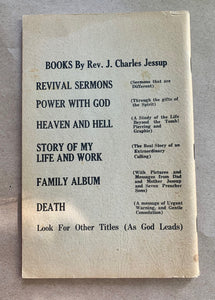 BOOKS By Rev. J. Charles Jessup
REVIVAL SERMONS (Sermons that are
Different)
POWER WITH GOD (Through the gifts of
the Spirit)
HEAVEN AND HELL (A Study of the Life
Beyond the Tomb!
Piercing and
Graphic)
STORY OF MY
LIFE AND WORK (The Real Story of an
Extraordinary
Calling)
FAMILY ALBUM (With Pictures and
Messages from Dad
and Mother Jessup
and Seven Preacher
Sons)
DEATH (A message of Urgent
Warning, and Gentle
Consolation)
Look For Other Titles (As God Leads)